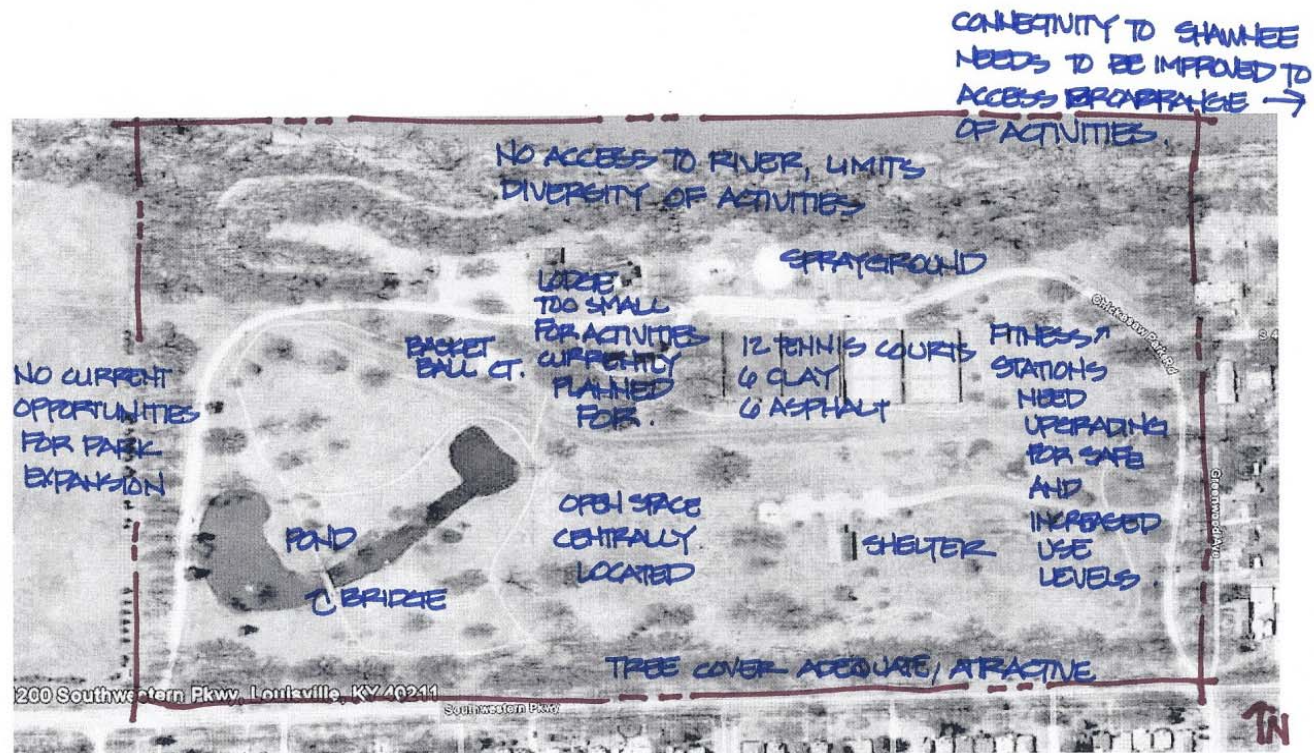 CONNECTIVITY TO SHAWNEE
NEEDS TO BE IMPROVED TO
ACCESS BROAD RANGE →
OF ACTIVITIES.
NO ACCESS TO RIVER, LIMITS
DIVERSITY OF ACTIVITIES
SPRAYGROUND
LODGE
TOO SMALL
FOR ACTIVITIES
CURRENTLY
PLANNED
FOR.
BASKET
BALL CT.
12 TENNIS COURTS
6 CLAY
6 ASPHALT
FITNESS ↗
STATIONS
NEED
UPGRADING
FOR SAFE
AND
INCREASED
USE
LEVELS.
Chickasaw Park Rd
NO CURRENT
OPPORTUNITIES
FOR PARK
EXPANSION
POND
BRIDGE
OPEN SPACE
CENTRALLY
LOCATED
SHELTER
Greenwood Ave
TREE COVER ADEQUATE/ATTRACTIVE
1200 Southwestern Pkwy, Louisville, KY 40211
Southwestern Pkwy
N